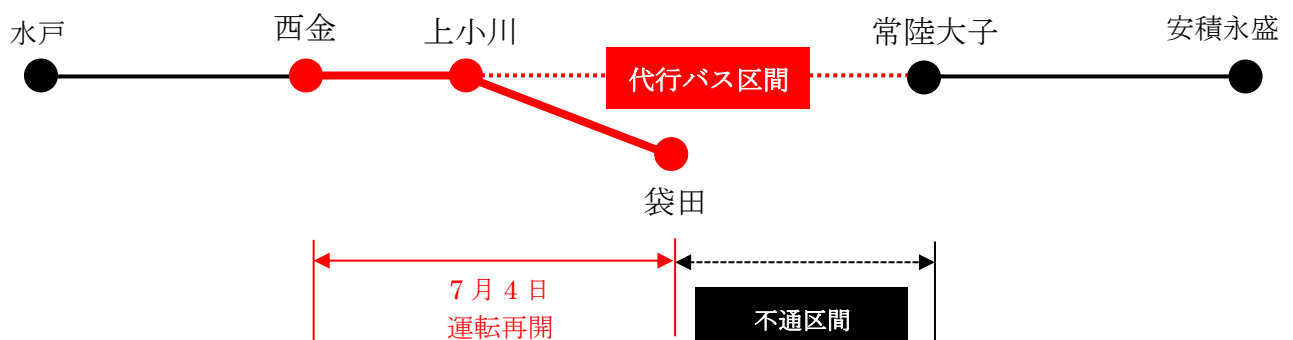 水戸
西金
上小川
代行バス区間
常陸大子
安積永盛
袋田
7月4日
運転再開
不通区間